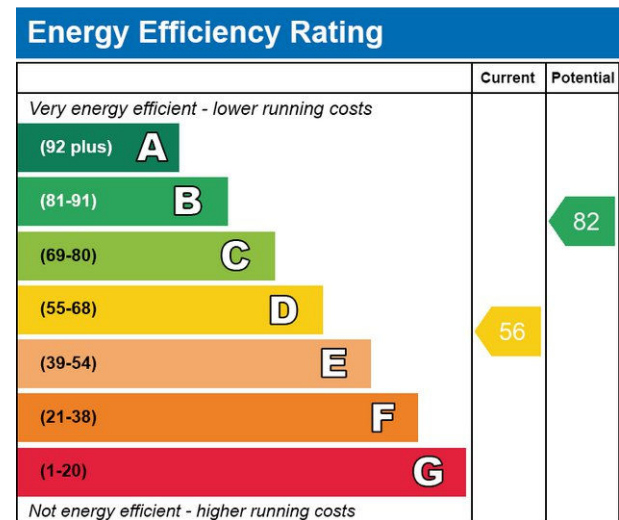 Energy Efficiency Rating
Current Potential
Very energy efficient - lower running costs
(92 plus) A
(81-91) B
82
(69-80) C
(55-68) D
56
(39-54) E
(21-38) F
(1-20) G
Not energy efficient - higher running costs